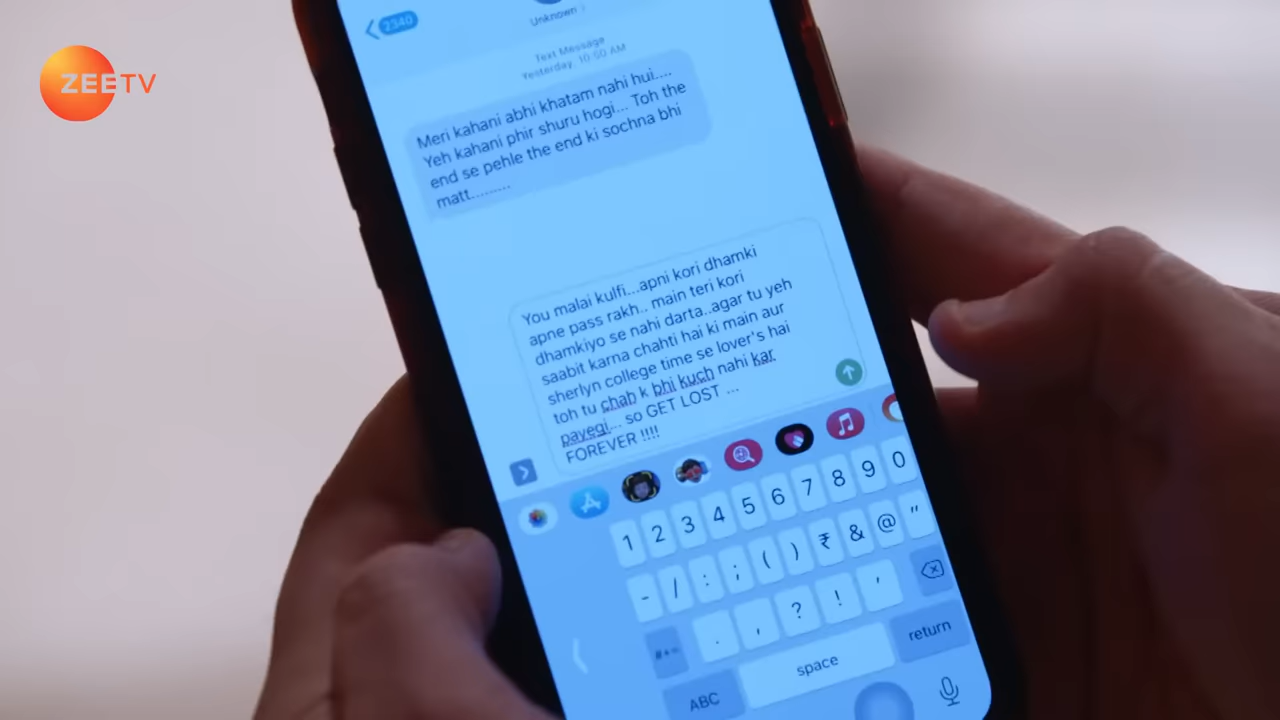 ZEETV
2340
Unknown
Text Message
Yesterday, 10:50 AM
Meri kahani abhi khatam nahi hui....
Yeh kahani phir shuru hogi... Toh the
end se pehle the end ki sochna bhi
matt.........
You malai kulfi...apni kori dhamki
apne pass rakh.. main teri kori
dhamkiyo se nahi darta..agar tu yeh
saabit karna chahti hai ki main aur
sherlyn college time se lover's hai
toh tu chah k bhi kuch nahi kar
payegi... so GET LOST ...
FOREVER !!!!
1 2 3 4 5 6 7 8 9 0
- / : ; ( ) ₹ & @ "
#+= . , ? ! '
ABC space return